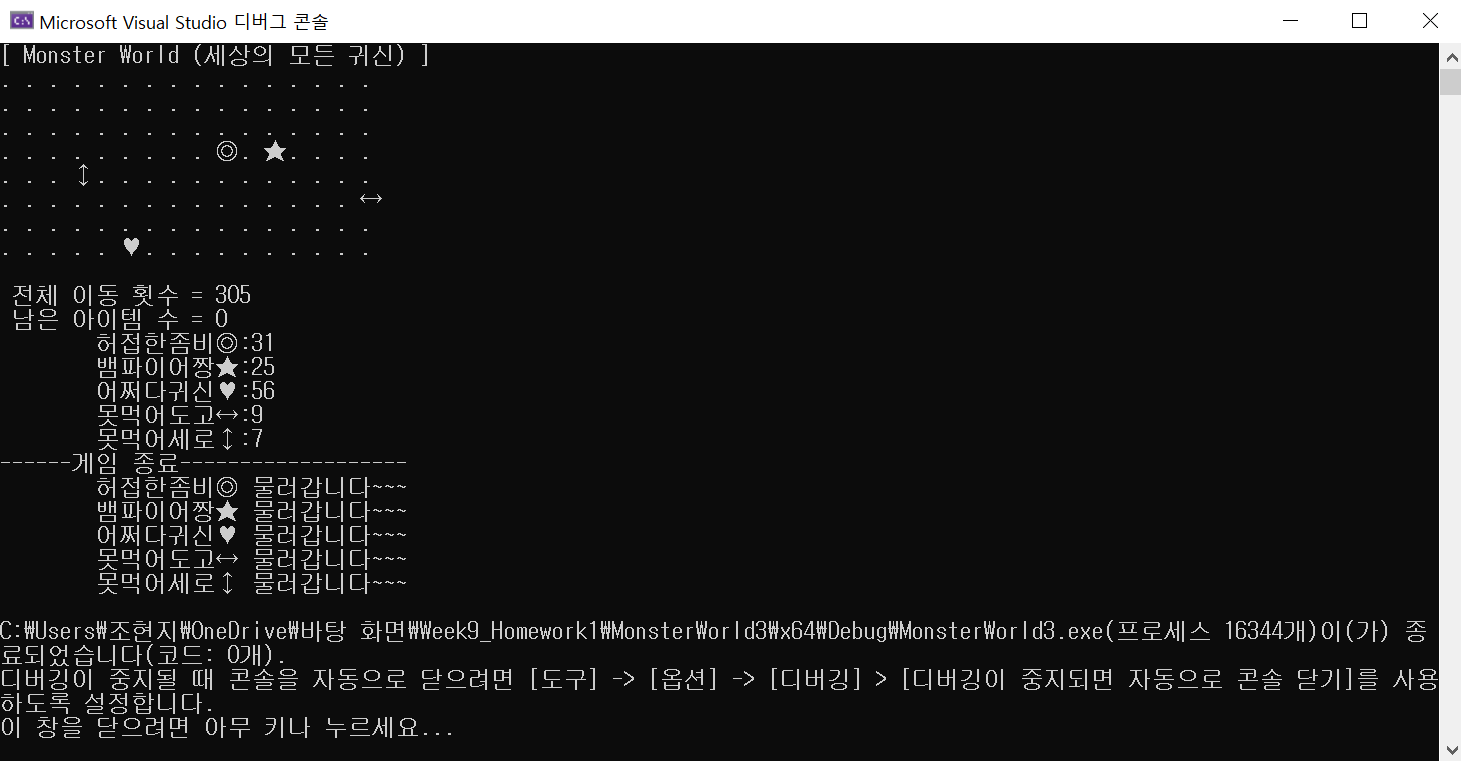 Microsoft Visual Studio 디버그 콘솔
[ Monster World (세상의 모든 귀신) ]
. . . . . . . . . . . . . . . .
. . . . . . . . . . . . . . . .
. . . . . . . . . . . . . . . .
. . . . . . . . . ◎. ★. . . .
. . . ↕. . . . . . . . . . . .
. . . . . . . . . . . . . . . ↔
. . . . . . . . . . . . . . . .
. . . . . ♥. . . . . . . . . .
전체 이동 횟수 = 305
남은 아이템 수 = 0
허접한좀비◎:31
뱀파이어짱★:25
어쩌다귀신♥:56
못먹어도고↔:9
못먹어세로↕:7
------게임 종료-------------------
허접한좀비◎ 물러갑니다~~~
뱀파이어짱★ 물러갑니다~~~
어쩌다귀신♥ 물러갑니다~~~
못먹어도고↔ 물러갑니다~~~
못먹어세로↕ 물러갑니다~~~
C:₩Users₩조현지₩OneDrive₩바탕 화면₩Week9_Homework1₩MonsterWorld3₩x64₩Debug₩MonsterWorld3.exe(프로세스 16344개)이(가) 종
료되었습니다(코드: 0개).
디버깅이 중지될 때 콘솔을 자동으로 닫으려면 [도구] -> [옵션] -> [디버깅] > [디버깅이 중지되면 자동으로 콘솔 닫기]를 사용
하도록 설정합니다.
이 창을 닫으려면 아무 키나 누르세요...